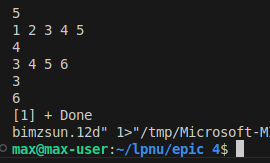 5
1 2 3 4 5
4
3 4 5 6
3
6
[1] + Done
bimzsun.12d" 1>"/tmp/Microsoft-M
max@max-user:~/lpnu/epic 4$